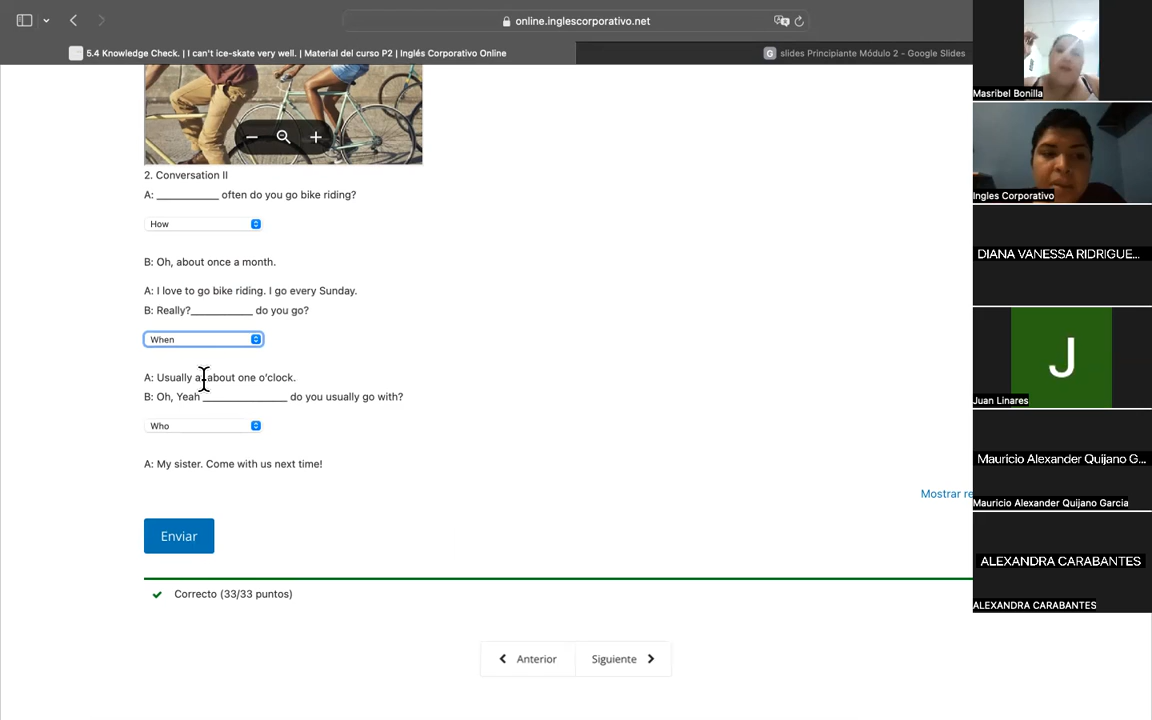 online.inglescorporativo.net
5.4 Knowledge Check. | I can't ice-skate very well. | Material del curso P2 | Inglés Corporativo Online
slides Principiante Módulo 2 - Google Slides
2. Conversation II
A: ____________ often do you go bike riding?
How
B: Oh, about once a month.
A: I love to go bike riding. I go every Sunday.
B: Really?____________ do you go?
When
A: Usually about one o'clock.
B: Oh, Yeah ________________ do you usually go with?
Who
A: My sister. Come with us next time!
Mostrar re
Enviar
Correcto (33/33 puntos)
Anterior
Siguiente
Masribel Bonilla
Ingles Corporativo
DIANA VANESSA RIDRIGUE...
J
Juan Linares
Mauricio Alexander Quijano G...
Mauricio Alexander Quijano Garcia
ALEXANDRA CARABANTES
ALEXANDRA CARABANTES